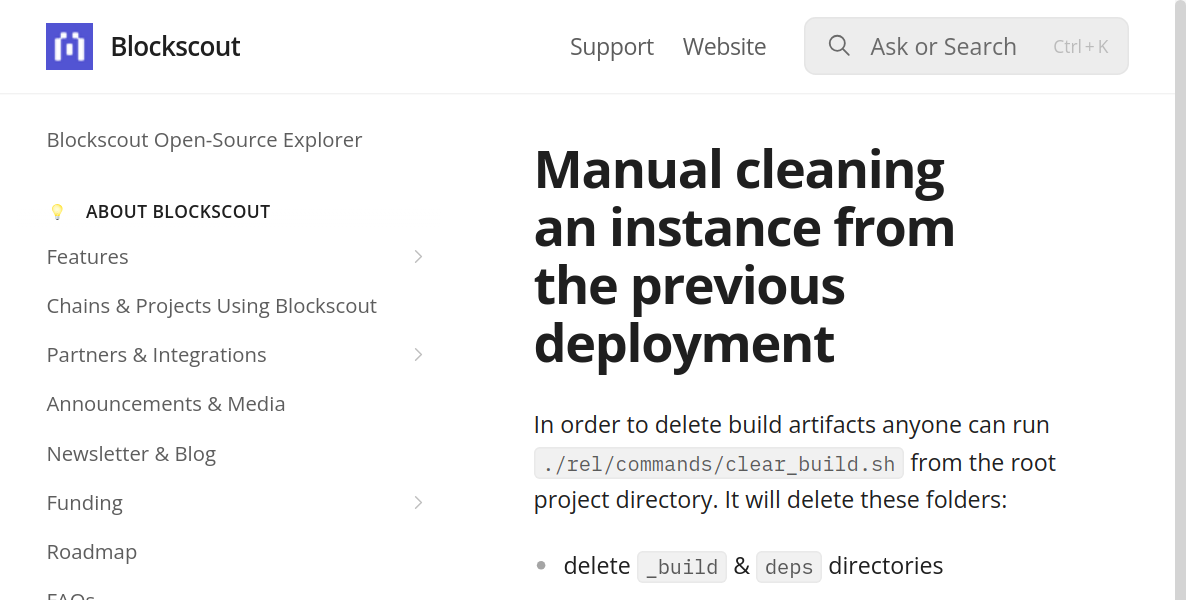 Blockscout
Support Website Ask or Search Ctrl + K
Blockscout Open-Source Explorer
ABOUT BLOCKSCOUT
Features
Chains & Projects Using Blockscout
Partners & Integrations
Announcements & Media
Newsletter & Blog
Funding
Roadmap
FAQs
Manual cleaning
an instance from
the previous
deployment
In order to delete build artifacts anyone can run
./rel/commands/clear_build.sh from the root
project directory. It will delete these folders:
delete _build & deps directories